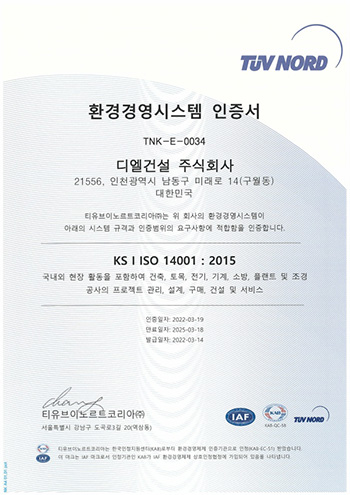 TÜV NORD
환경경영시스템 인증서
TNK-E-0034
디엘건설 주식회사
21556, 인천광역시 남동구 미래로 14(구월동)
대한민국
티유브이노르트코리아㈜는 위 회사의 환경경영시스템이
아래의 시스템 규격과 인증범위의 요구사항에 적합함을 인증합니다.
KS I ISO 14001 : 2015
국내외 현장 활동을 포함하여 건축, 토목, 전기, 기계, 소방, 플랜트 및 조경
공사의 프로젝트 관리, 설계, 구매, 건설 및 서비스
인증일자: 2022-03-19
만료일자: 2025-03-18
발급일자: 2022-03-14
티유브이노르트코리아㈜
서울특별시 강남구 도곡로3길 20(역삼동)
IAF
KAB
KAB-QC-59
TÜV NORD
티유브이노르트코리아㈜는 한국인정지원센터(KAB)로부터 환경경영체제 인증기관으로 인정(KAB-EC-51) 받았습니다.
이 마크는 IAF 마크로서 인정기관인 KAB가 IAF 환경경영체제 상호인정협정에 가입되어 있음을 나타냅니다.